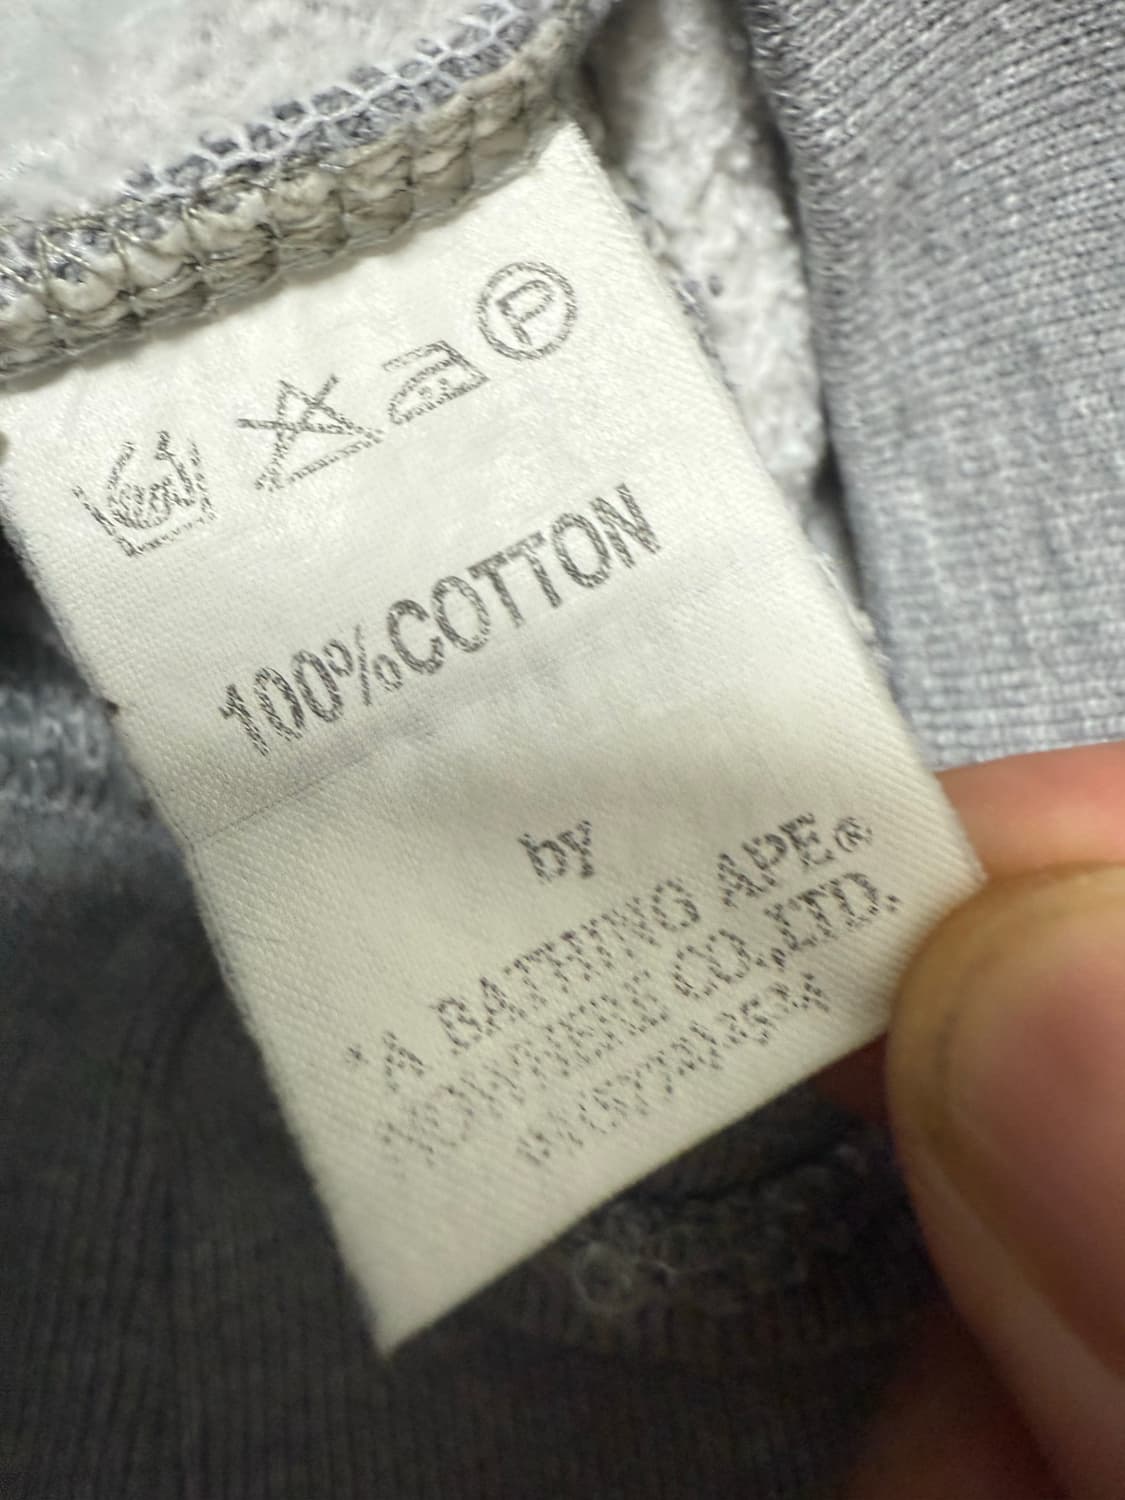 P
100%COTTON
by
*A BATHING APE®
NOWHERE CO.,LTD.